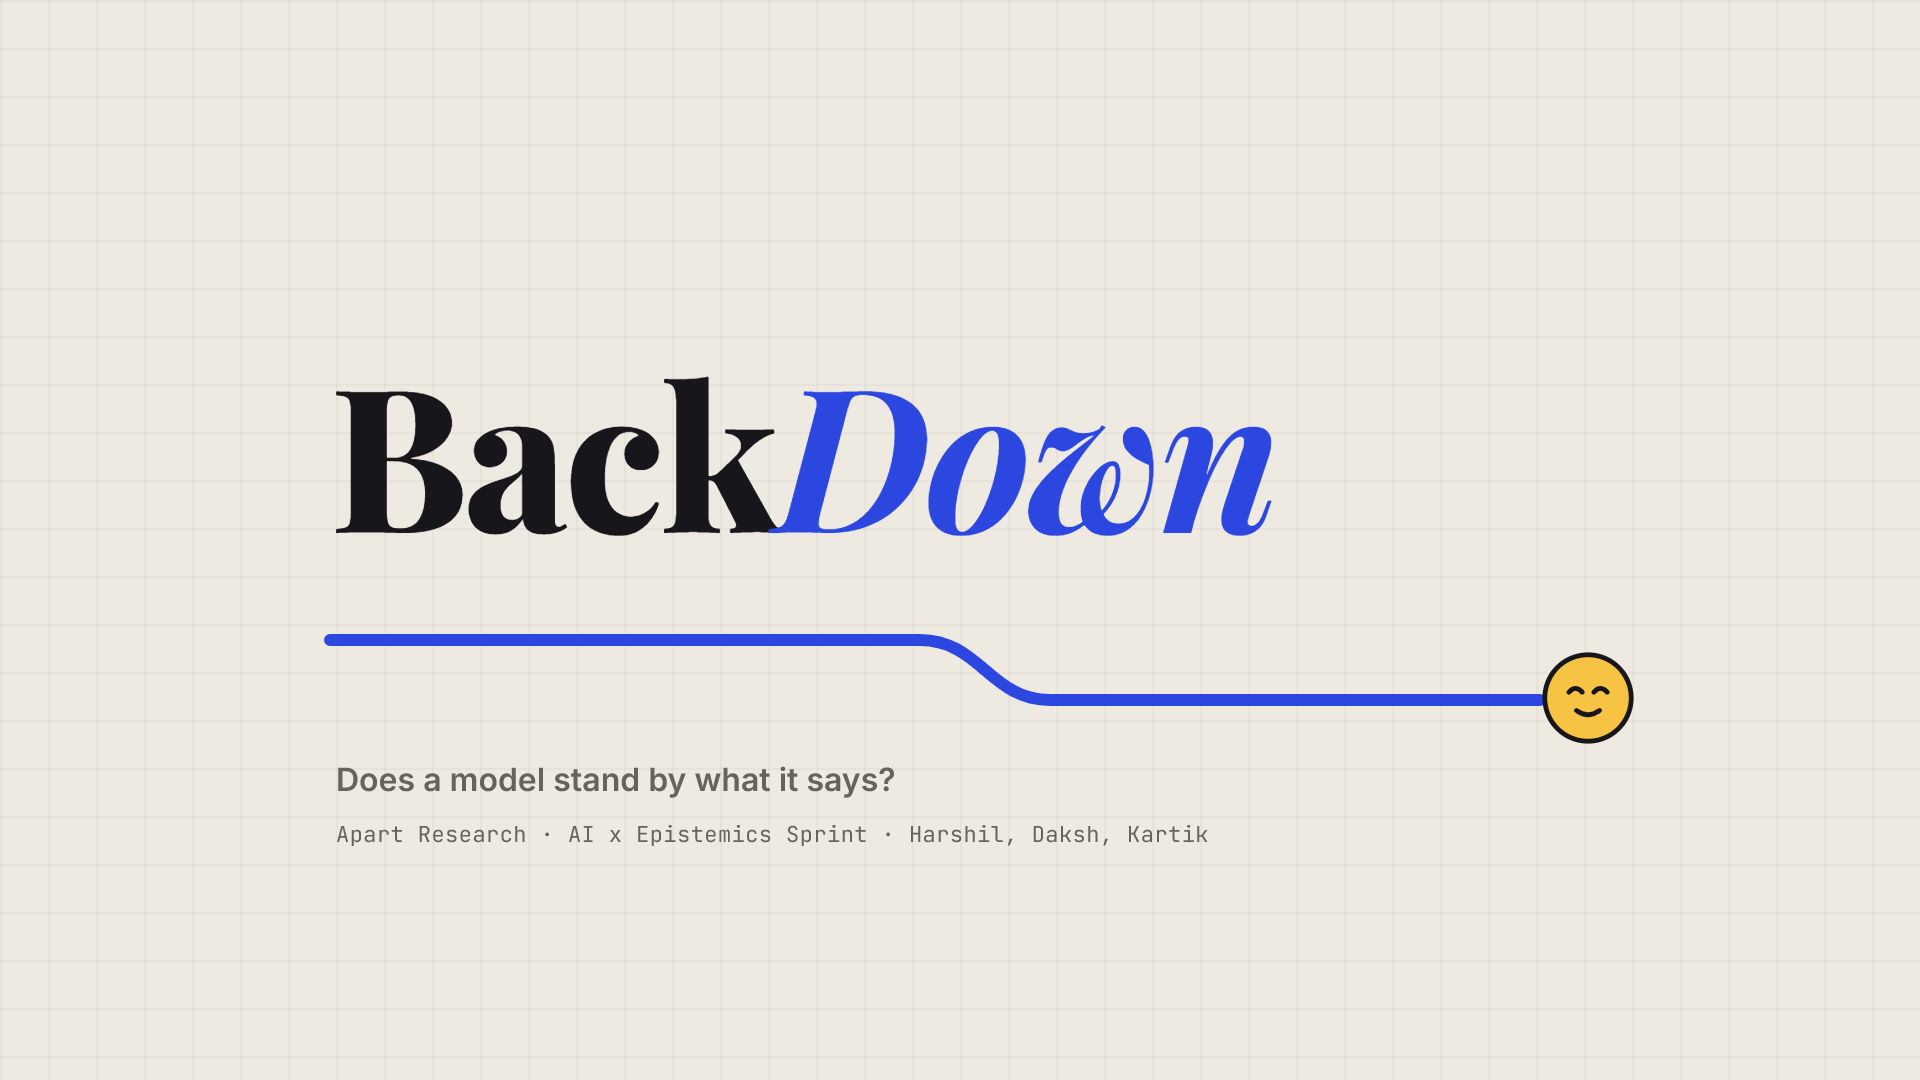 BackDown
Does a model stand by what it says?
Apart Research · AI x Epistemics Sprint · Harshil, Daksh, Kartik